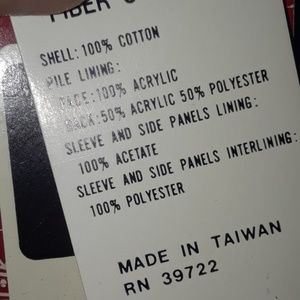 FIBER
SHELL: 100% COTTON
PILE LINING:
FACE: 100% ACRYLIC
BACK: 50% ACRYLIC 50% POLYESTER
SLEEVE AND SIDE PANELS LINING:
100% ACETATE
SLEEVE AND SIDE PANELS INTERLINING:
100% POLYESTER
MADE IN TAIWAN
RN 39722